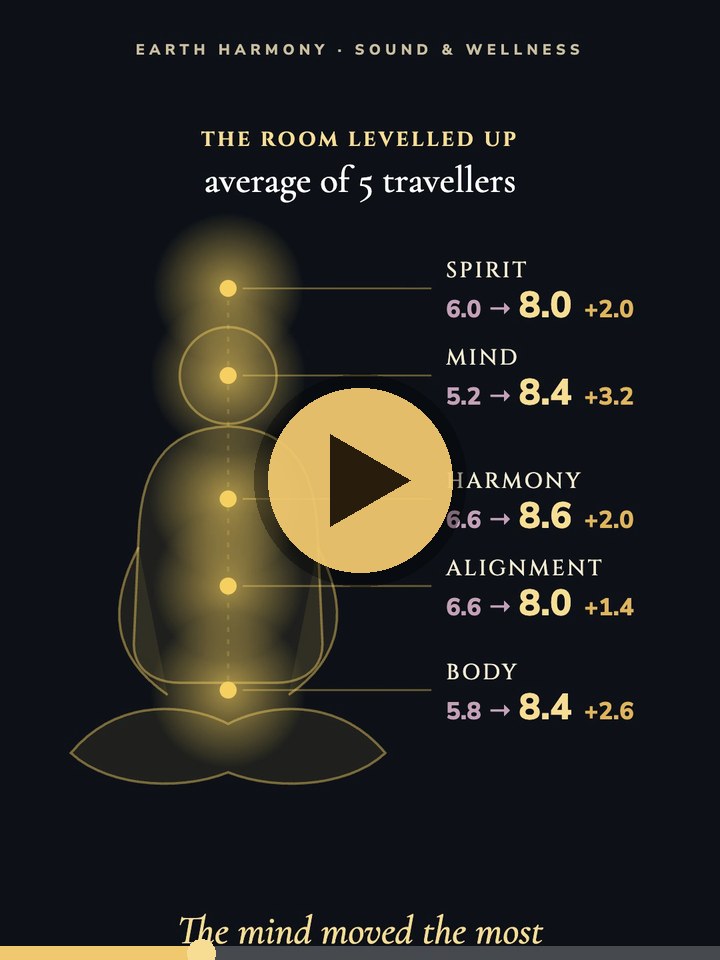 EARTH HARMONY · SOUND & WELLNESS
THE ROOM LEVELLED UP
average of 5 travellers
SPIRIT
6.0 → 8.0 +2.0
MIND
5.2 → 8.4 +3.2
HARMONY
6.6 → 8.6 +2.0
ALIGNMENT
6.6 → 8.0 +1.4
BODY
5.8 → 8.4 +2.6
The mind moved the most